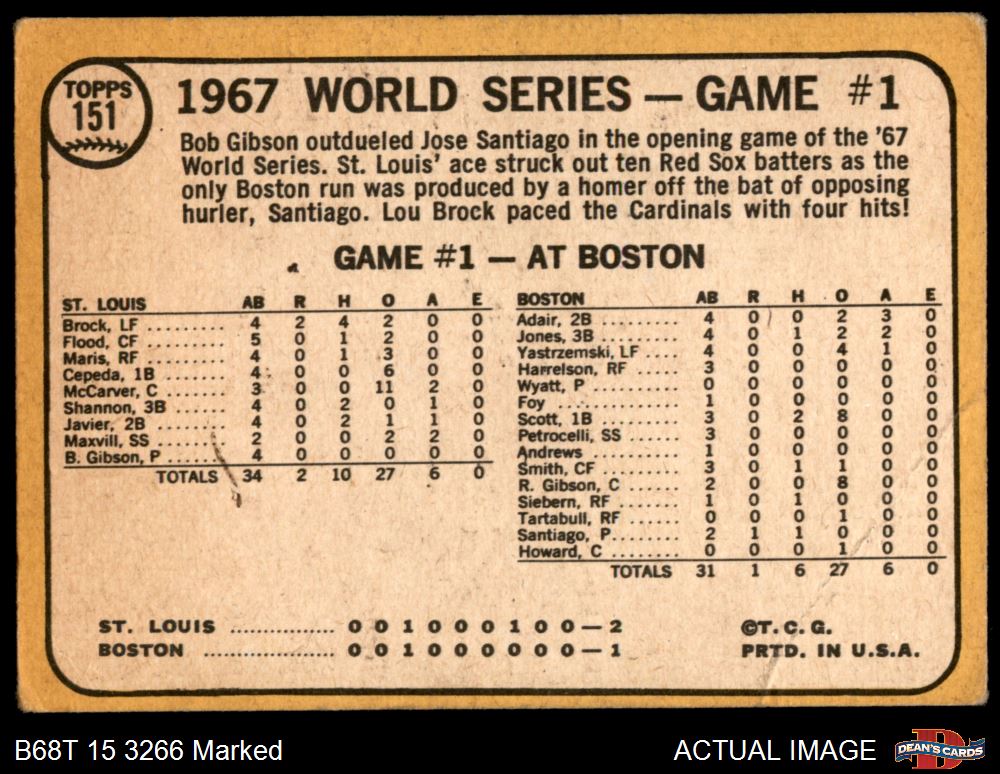 TOPPS
151
1967 WORLD SERIES — GAME #1
Bob Gibson outdueled Jose Santiago in the opening game of the '67
World Series. St. Louis' ace struck out ten Red Sox batters as the
only Boston run was produced by a homer off the bat of opposing
hurler, Santiago. Lou Brock paced the Cardinals with four hits!
GAME #1 — AT BOSTON
ST. LOUIS AB R H O A E
Brock, LF ......... 4 2 4 2 0 0
Flood, CF ......... 5 0 1 2 0 0
Maris, RF ......... 4 0 1 3 0 0
Cepeda, 1B ....... 4 0 0 6 0 0
McCarver, C ...... 3 0 0 11 2 0
Shannon, 3B ...... 4 0 2 0 1 0
Javier, 2B ........ 4 0 2 1 1 0
Maxvill, SS ....... 2 0 0 2 2 0
B. Gibson, P ..... 4 0 0 0 0 0
TOTALS 34 2 10 27 6 0
BOSTON AB R H O A E
Adair, 2B ......... 4 0 0 2 3 0
Jones, 3B ......... 4 0 1 2 2 0
Yastrzemski, LF .... 4 0 0 4 1 0
Harrelson, RF .... 3 0 0 0 0 0
Wyatt, P .......... 0 0 0 0 0 0
Foy .............. 1 0 0 0 0 0
Scott, 1B ......... 3 0 2 8 0 0
Petrocelli, SS ..... 3 0 0 0 0 0
Andrews ......... 1 0 0 0 0 0
Smith, CF ........ 3 0 1 1 0 0
R. Gibson, C ...... 2 0 0 8 0 0
Siebern, RF ...... 1 0 1 0 0 0
Tartabull, RF ..... 0 0 0 1 0 0
Santiago, P....... 2 1 1 0 0 0
Howard, C ........ 0 0 0 1 0 0
TOTALS 31 1 6 27 6 0
ST. LOUIS ............... 0 0 1 0 0 0 1 0 0 — 2
BOSTON ................... 0 0 1 0 0 0 0 0 0 — 1
©T. C. G.
PRTD. IN U.S.A.
B68T 15 3266 Marked
ACTUAL IMAGE
DEAN'S CARDS